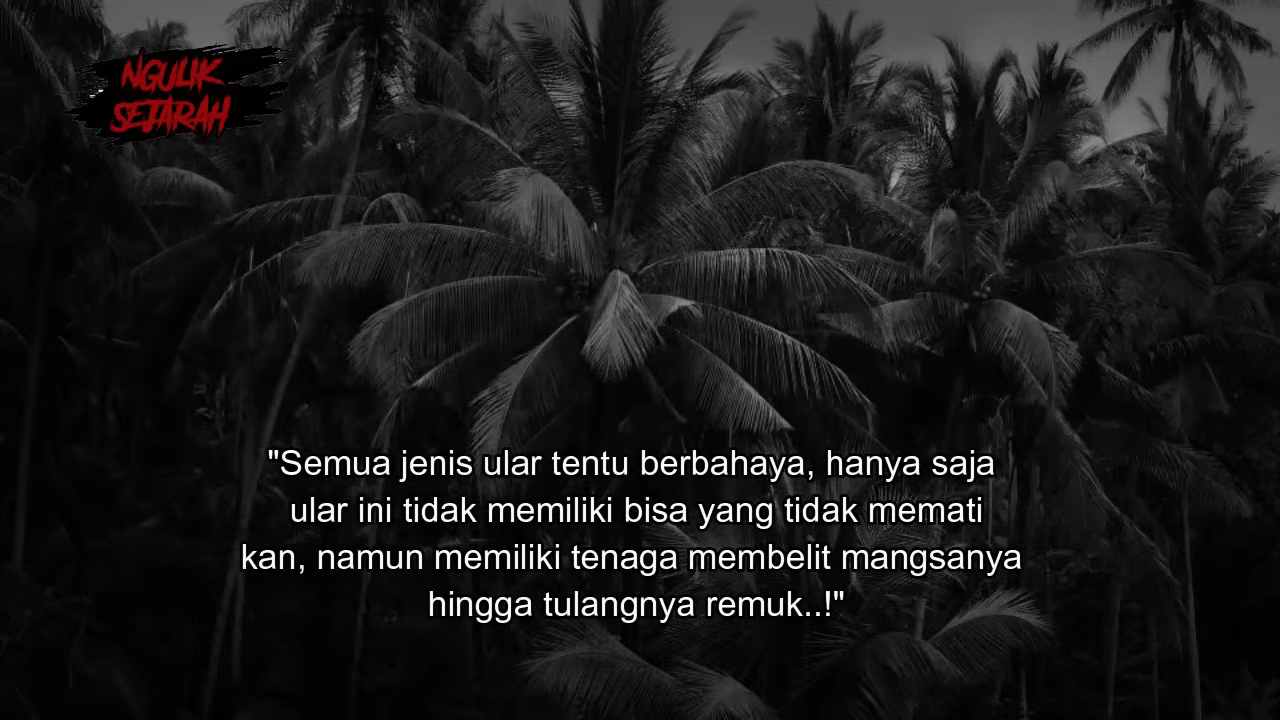 NGULIK
SEJARAH
"Semua jenis ular tentu berbahaya, hanya saja
ular ini tidak memiliki bisa yang tidak memati
kan, namun memiliki tenaga membelit mangsanya
hingga tulangnya remuk..!"